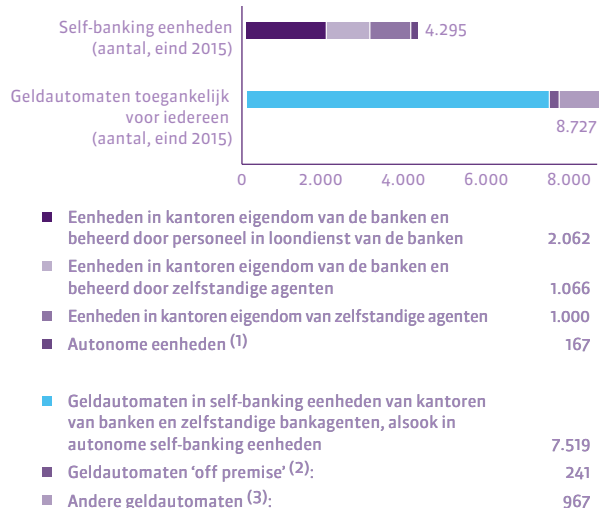 Self-banking eenheden
(aantal, eind 2015)
4.295
Geldautomaten toegankelijk
voor iedereen
(aantal, eind 2015)
8.727
0 2.000 4.000 6.000 8.000
Eenheden in kantoren eigendom van de banken en
beheerd door personeel in loondienst van de banken 2.062
Eenheden in kantoren eigendom van de banken en
beheerd door zelfstandige agenten 1.066
Eenheden in kantoren eigendom van zelfstandige agenten 1.000
Autonome eenheden (1) 167
Geldautomaten in self-banking eenheden van kantoren
van banken en zelfstandige bankagenten, alsook in
autonome self-banking eenheden 7.519
Geldautomaten ‘off premise’ (2): 241
Andere geldautomaten (3): 967